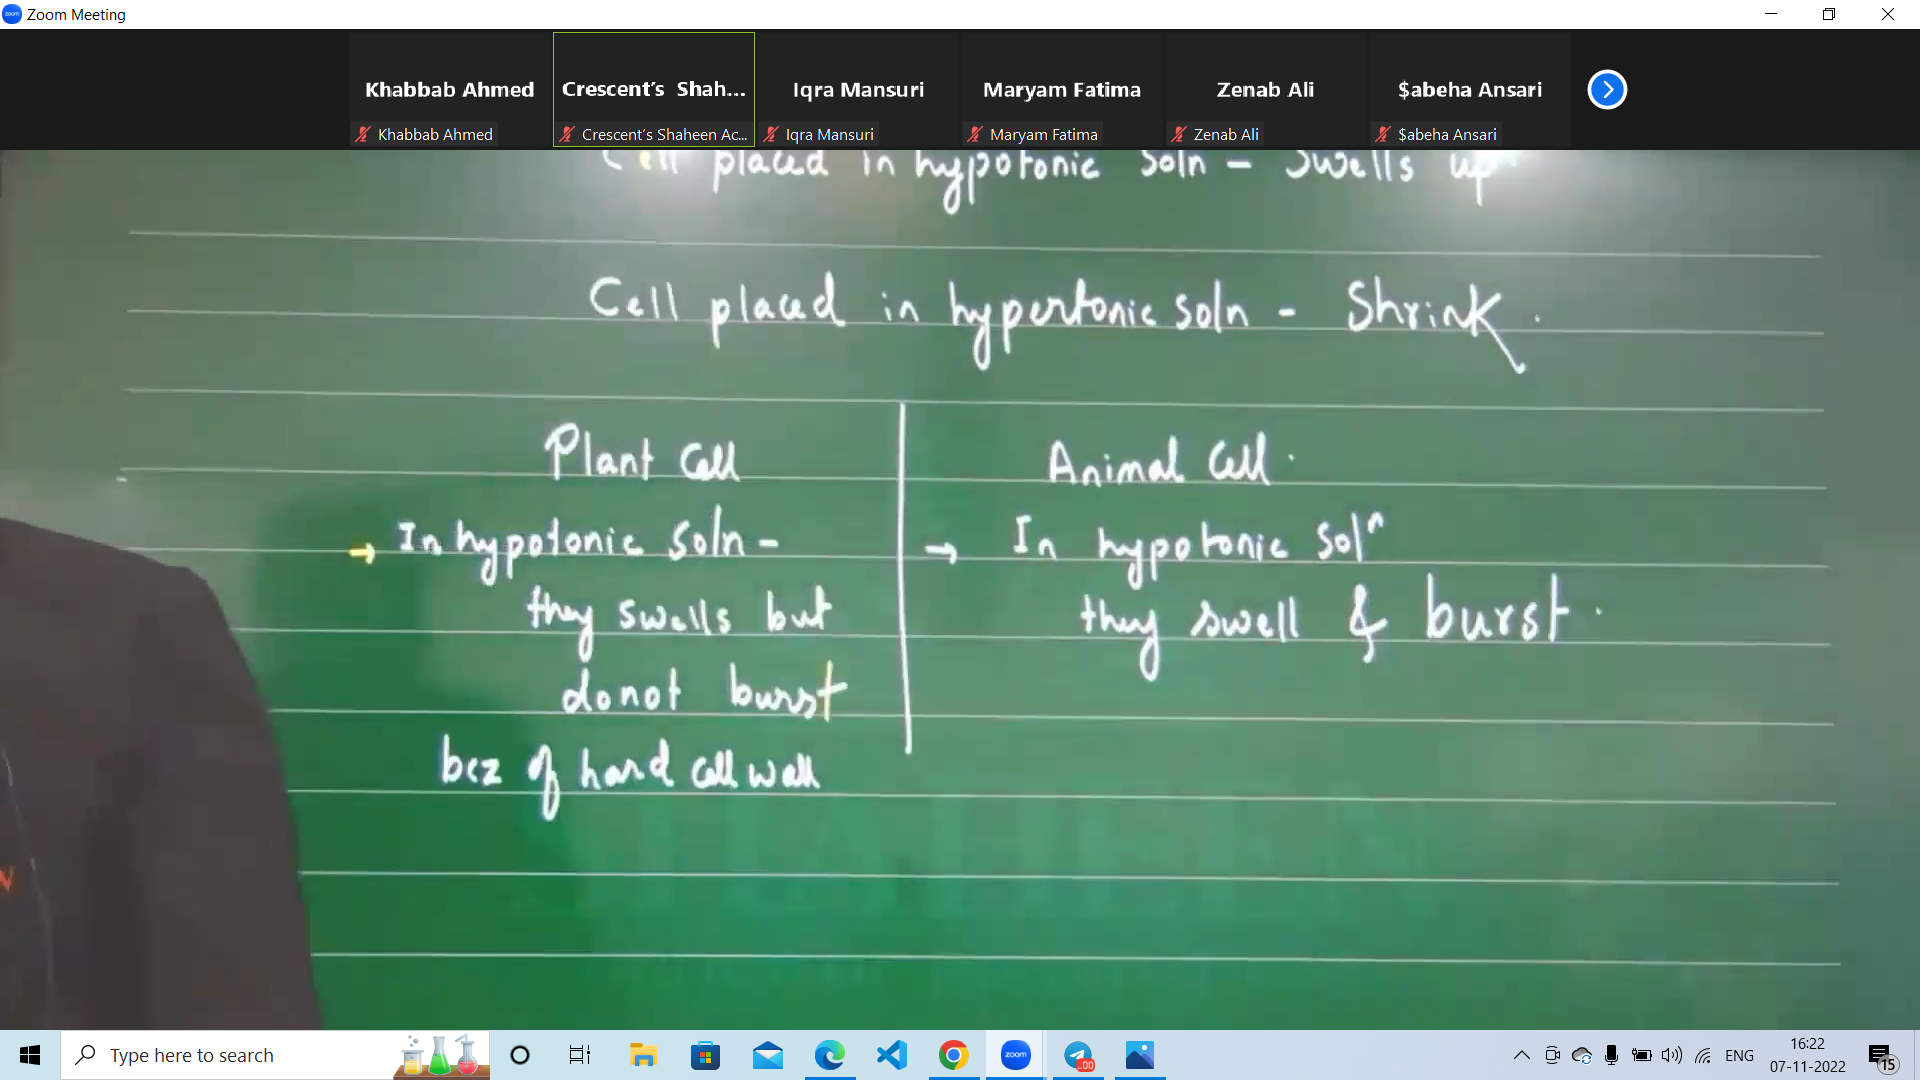 Zoom Meeting
Khabbab Ahmed
Crescent's Shah...
Iqra Mansuri
Maryam Fatima
Zenab Ali
$abeha Ansari
Khabbab Ahmed
Crescent's Shaheen Ac...
Iqra Mansuri
Maryam Fatima
Zenab Ali
$abeha Ansari
Cell placed in hypotonic soln - swells up
Cell placed in hypertonic soln - Shrink.
Plant Cell
→ In hypotonic soln -
they swells but
donot burst
bcz of hard cell wall
Animal Cell.
→ In hypotonic solⁿ
they swell & burst.
Type here to search
zoom
..00
ENG
16:22
07-11-2022
15